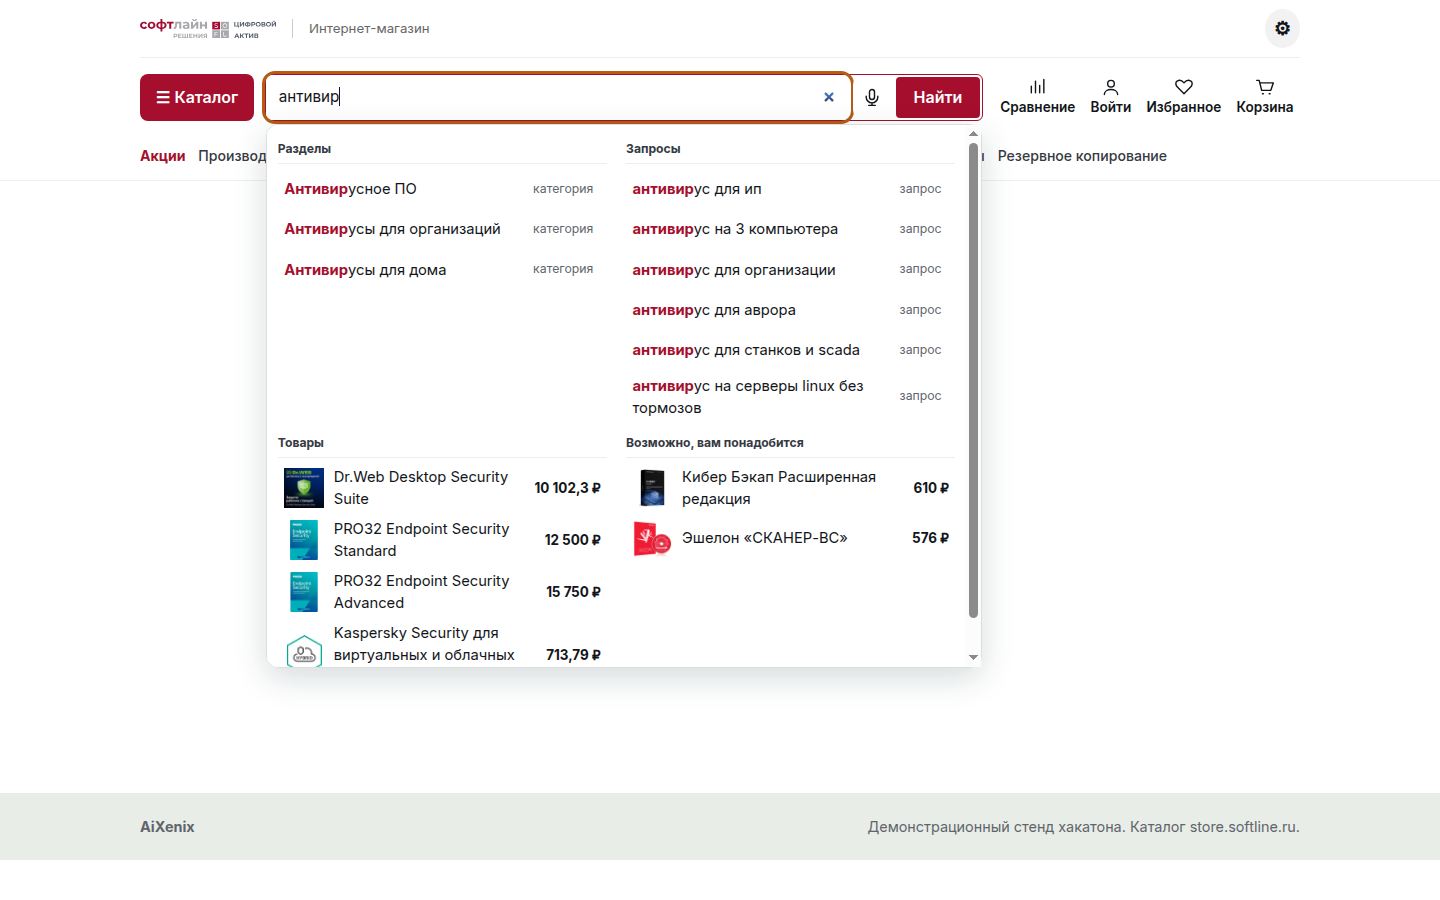 софтлайн
РЕШЕНИЯ
SOFL
ЦИФРОВОЙ
АКТИВ
Интернет-магазин
Каталог
антивир
Найти
Сравнение
Войти
Избранное
Корзина
Акции
Резервное копирование
Разделы
Антивирусное ПО
категория
Антивирусы для организаций
категория
Антивирусы для дома
категория
Запросы
антивирус для ип
запрос
антивирус на 3 компьютера
запрос
антивирус для организации
запрос
антивирус для аврора
запрос
антивирус для станков и scada
запрос
антивирус на серверы linux без
тормозов
запрос
Товары
Dr.Web Desktop Security
Suite
10 102,3 ₽
PRO32 Endpoint Security
Standard
12 500 ₽
PRO32 Endpoint Security
Advanced
15 750 ₽
Kaspersky Security для
виртуальных и облачных
713,79 ₽
Возможно, вам понадобится
Кибер Бэкап Расширенная
редакция
610 ₽
Эшелон «СКАНЕР-ВС»
576 ₽
AiXenix
Демонстрационный стенд хакатона. Каталог store.softline.ru.